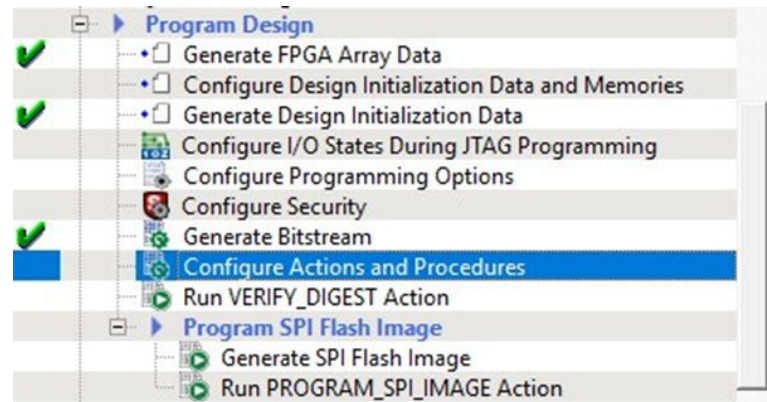 Program Design
Generate FPGA Array Data
Configure Design Initialization Data and Memories
Generate Design Initialization Data
Configure I/O States During JTAG Programming
Configure Programming Options
Configure Security
Generate Bitstream
Configure Actions and Procedures
Run VERIFY_DIGEST Action
Program SPI Flash Image
Generate SPI Flash Image
Run PROGRAM_SPI_IMAGE Action